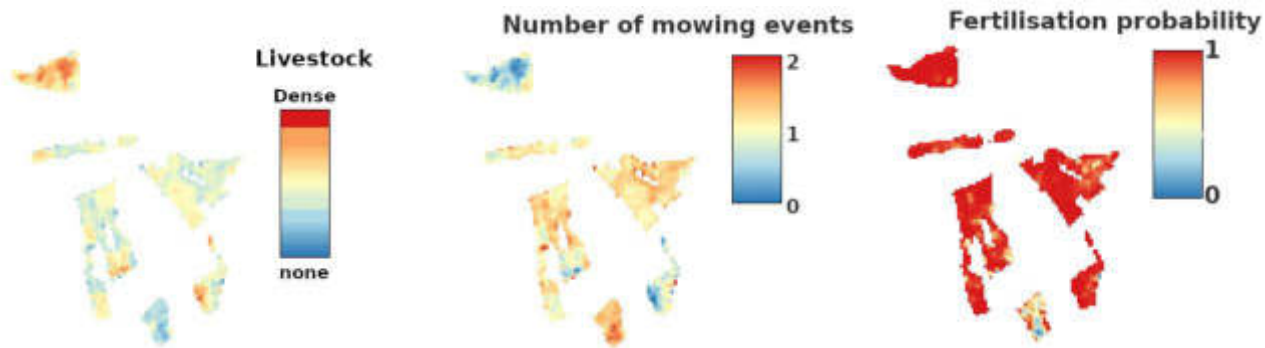 Livestock
Dense
none
Number of mowing events
2
1
0
Fertilisation probability
1
0